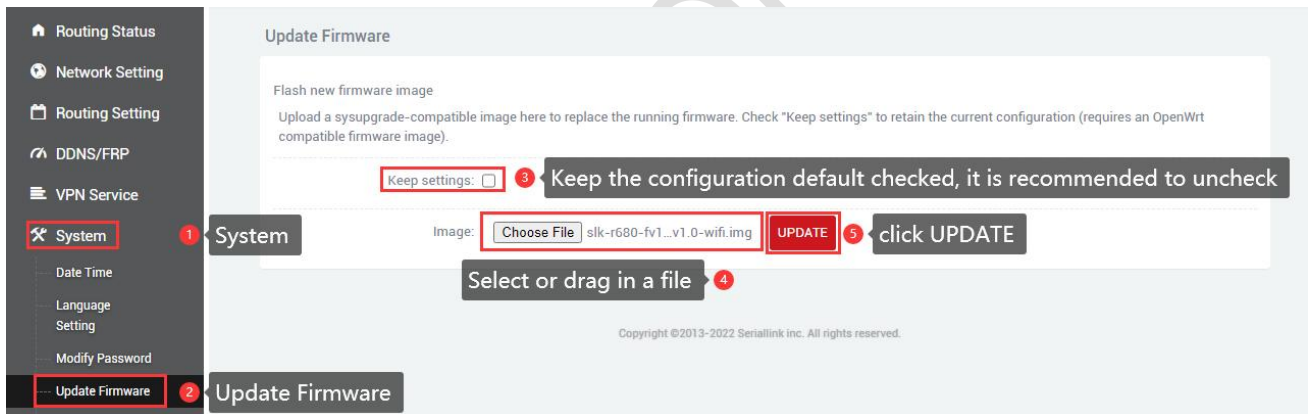 Routing Status
Network Setting
Routing Setting
DDNS/FRP
VPN Service
System
1 System
Date Time
Language
Setting
Modify Password
Update Firmware
2 Update Firmware
Update Firmware
Flash new firmware image
Upload a sysupgrade-compatible image here to replace the running firmware. Check "Keep settings" to retain the current configuration (requires an OpenWrt
compatible firmware image).
Keep settings:
3 Keep the configuration default checked, it is recommended to uncheck
Image: Choose File slk-r680-fv1...v1.0-wifi.img UPDATE 5 click UPDATE
Select or drag in a file 4
Copyright ©2013-2022 Seriallink inc. All rights reserved.